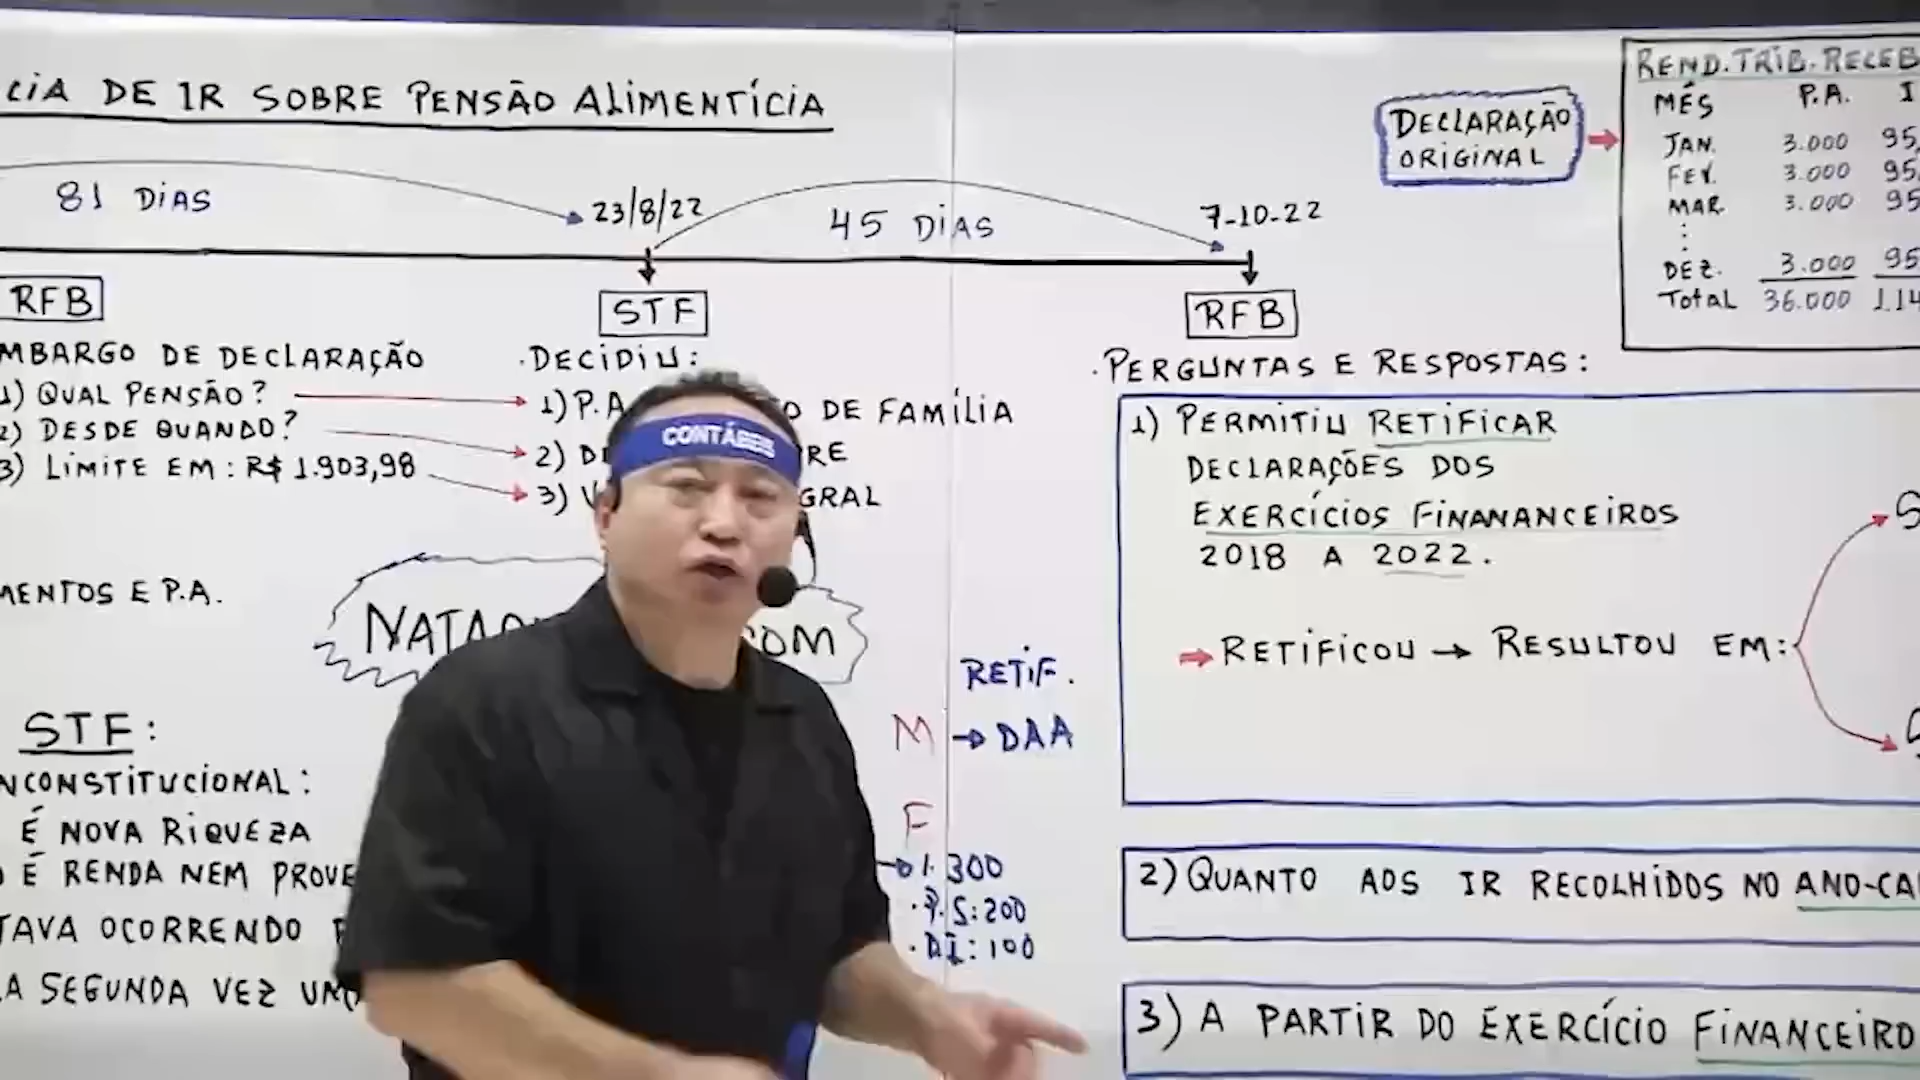 CIA DE IR SOBRE PENSÃO ALIMENTÍCIA
81 DIAS
23/8/22
45 DIAS
7-10-22
RFB
STF
RFB
MBARGO DE DECLARAÇÃO
1) QUAL PENSÃO?
2) DESDE QUANDO?
3) LIMITE EM: R$ 1.903,98
MENTOS E P.A.
· DECIDIU:
1) P.A O DE FAMÍLIA
2) D RE
3) GRAL
CONTÁBEIS
NATAO OM
STF:
NCONSTITUCIONAL:
É NOVA RIQUEZA
É RENDA NEM PROVE
TAVA OCORRENDO
A SEGUNDA VEZ UM
RETIF.
M → DAA
F
→ 1.300
· P.S: 200
· D.I: 100
DECLARAÇÃO
ORIGINAL
REND.TRIB.RECEB
MÊS P.A. I
JAN. 3.000 95,
FEV. 3.000 95,
MAR. 3.000 95
DEZ. 3.000 95
Total 36.000 1.14
· PERGUNTAS E RESPOSTAS:
1) PERMITIU RETIFICAR
DECLARAÇÕES DOS
EXERCÍCIOS FINANANCEIROS
2018 A 2022.
→ RETIFICOU → RESULTOU EM:
2) QUANTO AOS IR RECOLHIDOS NO ANO-CA
3) A PARTIR DO EXERCÍCIO FINANCEIRO